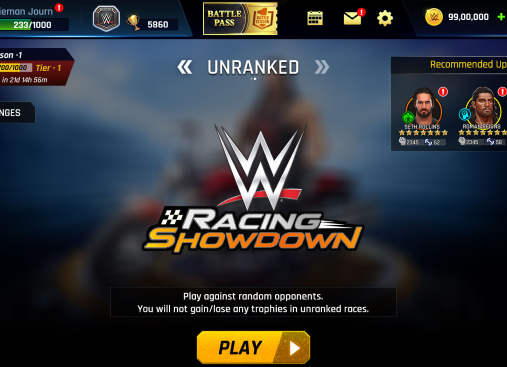 ieman Journ
233/1000
5860
BATTLE
PASS
99,00,000
son -1
700/1000 Tier - 1
in 21d 14h 56m
UNRANKED
Recommended Up
NGES
SETH ROLLINS
2345 62
ROMAN REIGNS
2345 58
W
RACING
SHOWDOWN
Play against random opponents.
You will not gain/lose any trophies in unranked races.
PLAY